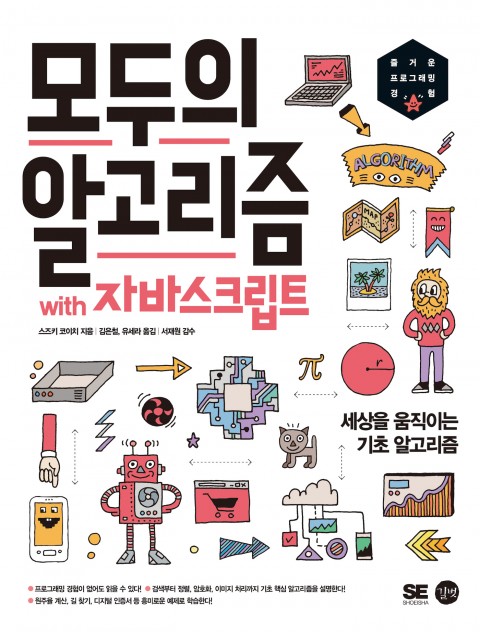 모두의
알고리즘
with 자바스크립트
스즈키 코이치 지음 | 김은철, 유세라 옮김 | 서재원 감수
즐거운
프로그래밍
경험
ALGORITHM
MAP
π
r
세상을 움직이는
기초 알고리즘
● 프로그래밍 경험이 없어도 읽을 수 있다! ● 검색부터 정렬, 암호화, 이미지 처리까지 기초 핵심 알고리즘을 설명한다!
● 원주율 계산, 길 찾기, 디지털 인증서 등 흥미로운 예제로 학습한다!
SE
SHOEISHA
길벗